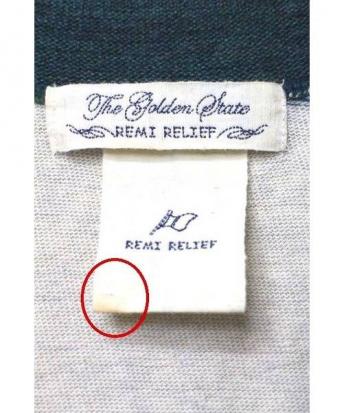 The Golden State
REMI RELIEF
REMI RELIEF